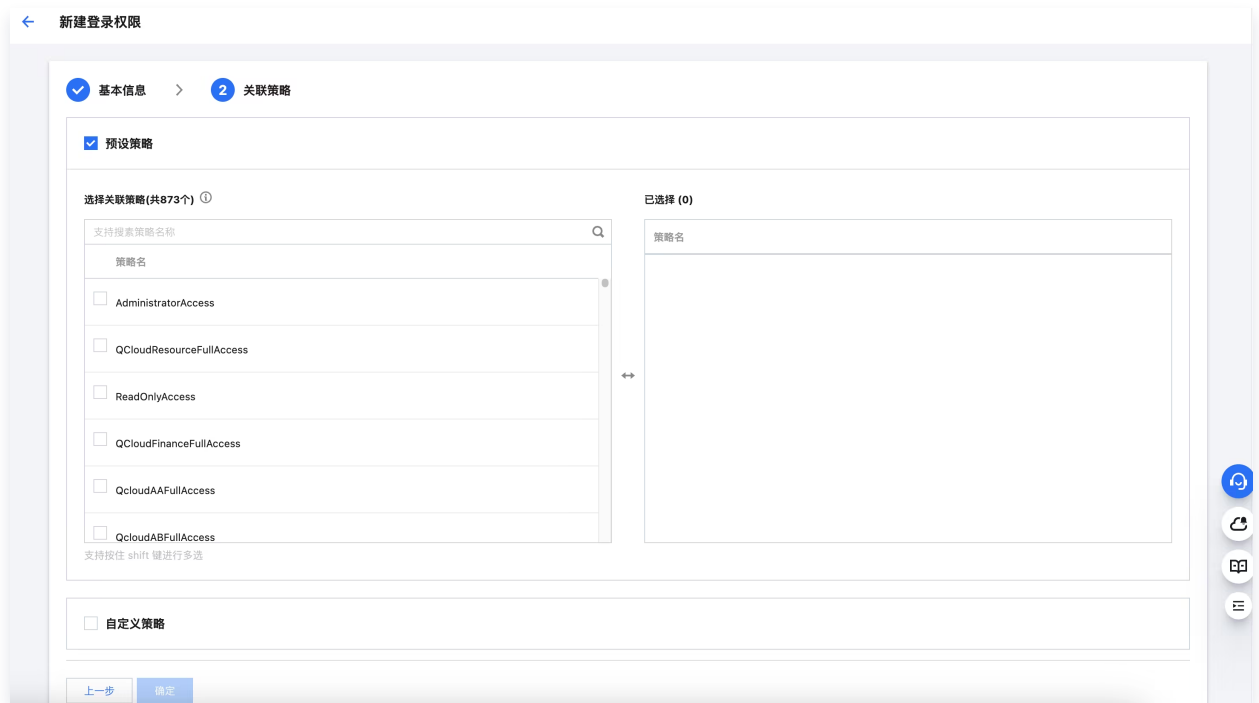 新建登录权限
基本信息
2 关联策略
预设策略
选择关联策略(共873个)
已选择 (0)
支持搜素策略名称
策略名
策略名
AdministratorAccess
QCloudResourceFullAccess
ReadOnlyAccess
QCloudFinanceFullAccess
QcloudAAFullAccess
QcloudABFullAccess
支持按住 shift 键进行多选
自定义策略
上一步
确定